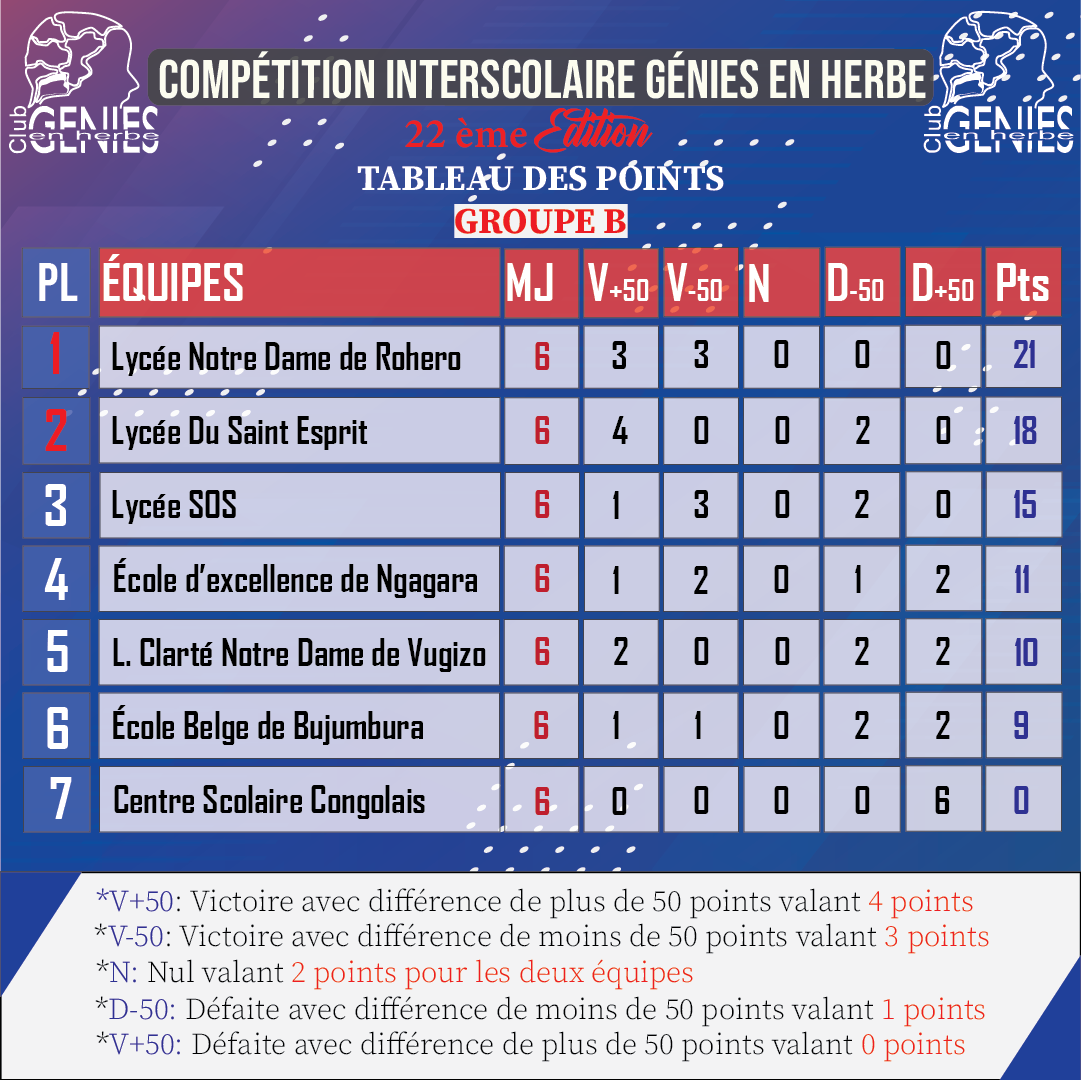 Club GENIES en herbe
COMPÉTITION INTERSCOLAIRE GÉNIES EN HERBE
Club GENIES en herbe
22 ème Edition
TABLEAU DES POINTS
GROUPE B
PL ÉQUIPES MJ V+50 V-50 N D-50 D+50 Pts
1 Lycée Notre Dame de Rohero 6 3 3 0 0 0 21
2 Lycée Du Saint Esprit 6 4 0 0 2 0 18
3 Lycée SOS 6 1 3 0 2 0 15
4 École d'excellence de Ngagara 6 1 2 0 1 2 11
5 L. Clarté Notre Dame de Vugizo 6 2 0 0 2 2 10
6 École Belge de Bujumbura 6 1 1 0 2 2 9
7 Centre Scolaire Congolais 6 0 0 0 0 6 0
*V+50: Victoire avec différence de plus de 50 points valant 4 points
*V-50: Victoire avec différence de moins de 50 points valant 3 points
*N: Nul valant 2 points pour les deux équipes
*D-50: Défaite avec différence de moins de 50 points valant 1 points
*V+50: Défaite avec différence de plus de 50 points valant 0 points